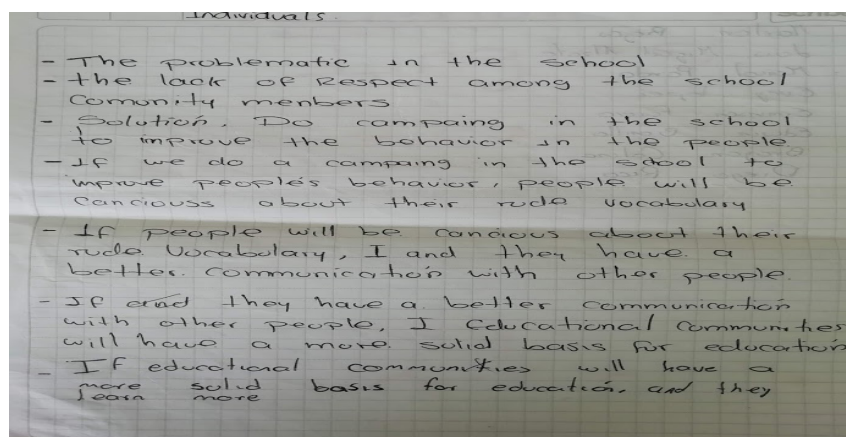 Individuals.
- The problematic in the school
- the lack of Respect among the school
Comunity menbers
- Solution. Do campaing in the school
to improve the behavior in the people
- If we do a campaing in the school to
improve people's behavior, people will be
canciouss about their rude vocabulary
- If people will be cancious about their
rude Vocabulary, I and they have a
better communication with other people.
- If and they have a better communication
with other people, I Educational communities
will have a more solid basis for education
- If educational communities will have a
more solid basis for education, and they
learn more